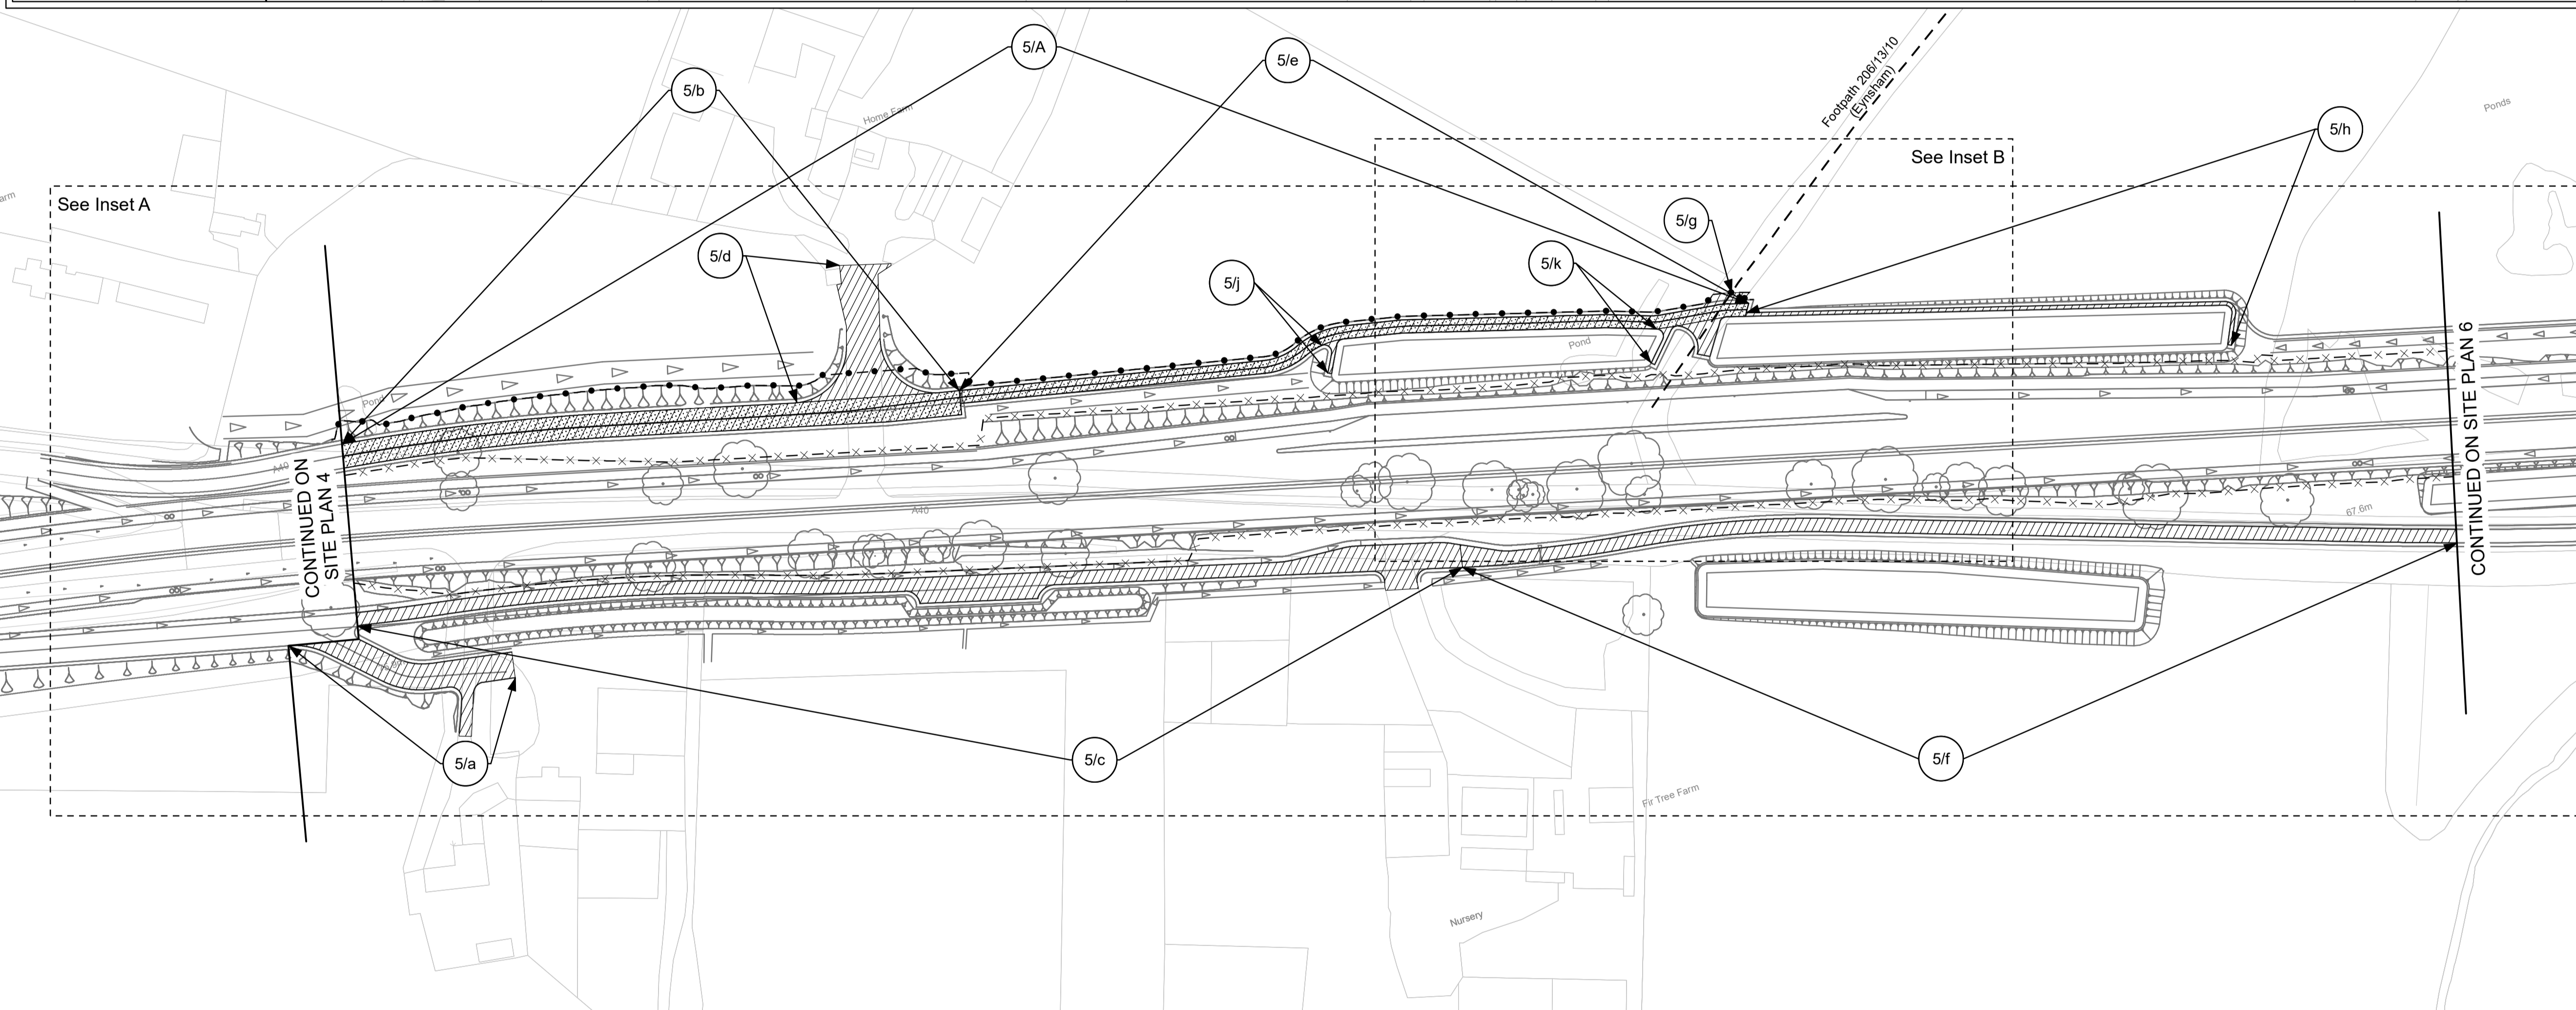 5/A
5/e
5/b
Footpath 206/13/10
(Eynsham)
Ponds
Home Farm
5/h
See Inset B
See Inset A
arm
5/g
5/d
5/k
5/j
Pond
Pond
A40
CONTINUED ON
SITE PLAN 4
CONTINUED ON SITE PLAN 6
A40
67.6m
5/a
5/c
5/f
Fir Tree Farm
Nursery